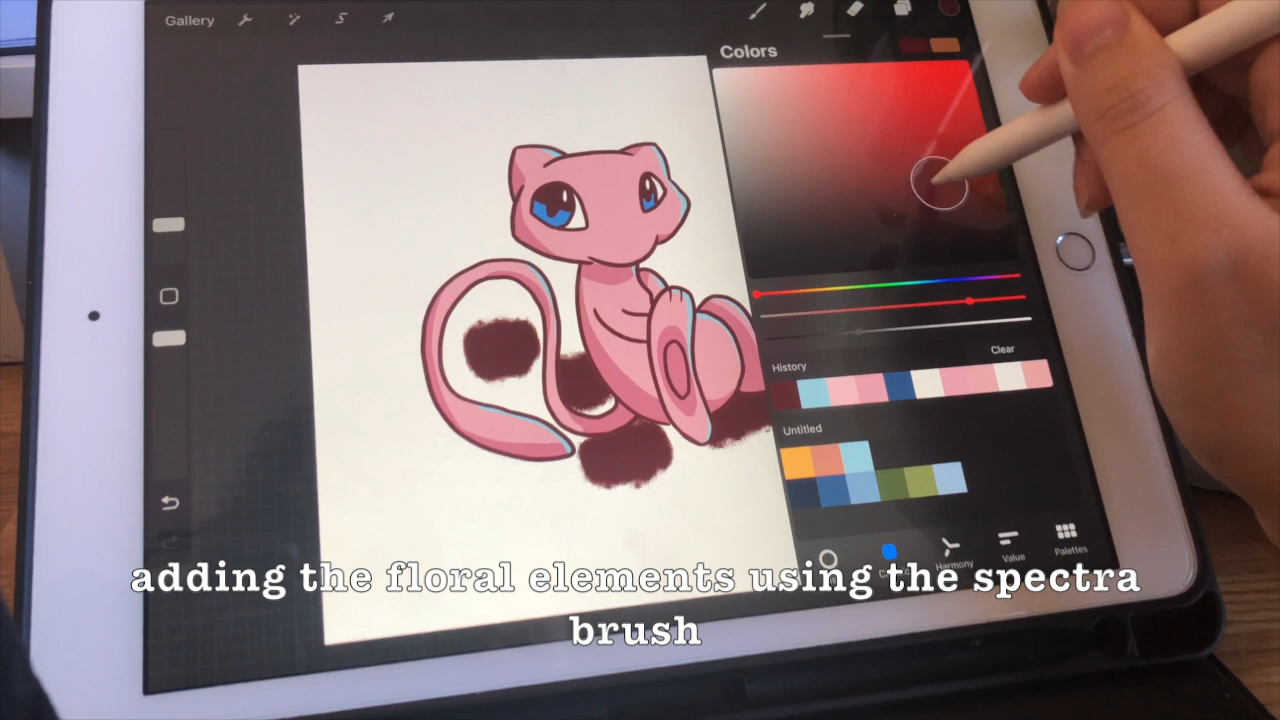 Gallery
Colors
History
Clear
Untitled
Harmony
Value
Palettes
adding the floral elements using the spectra
brush